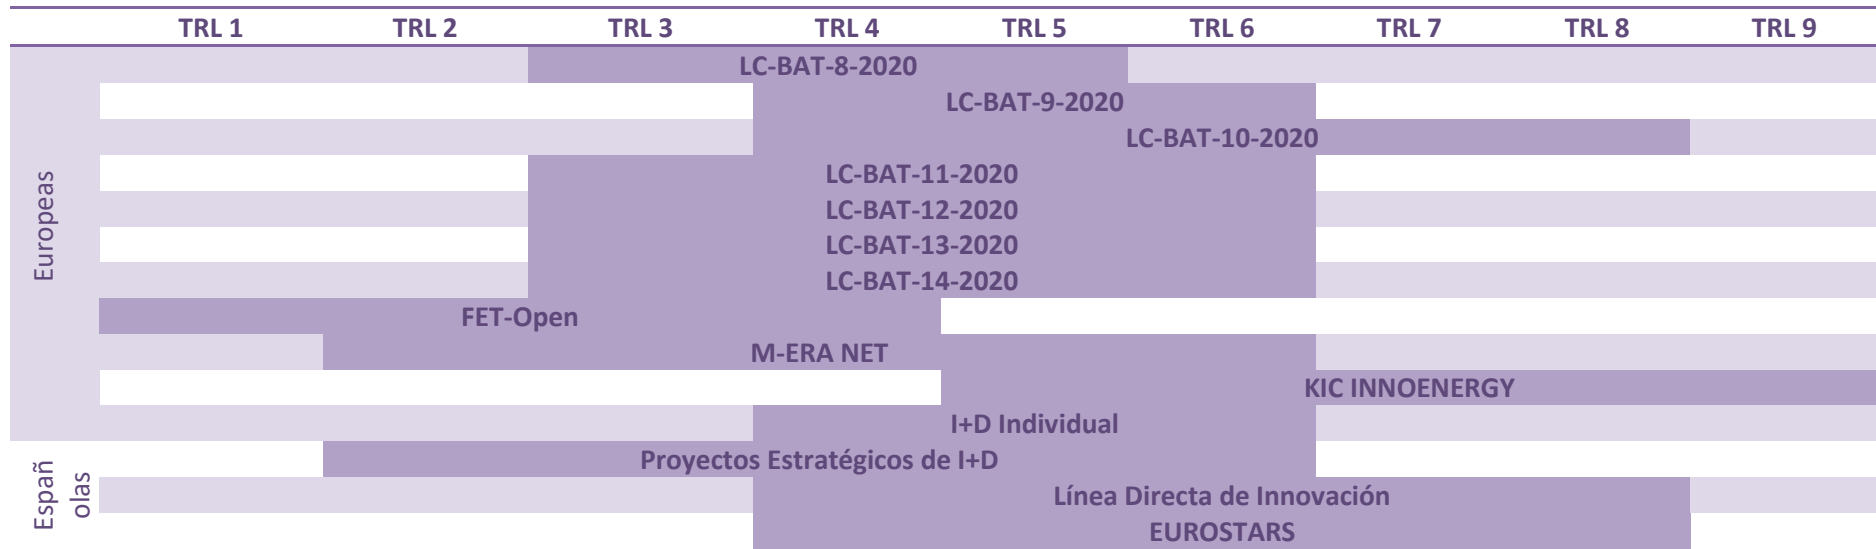 TRL 1 TRL 2 TRL 3 TRL 4 TRL 5 TRL 6 TRL 7 TRL 8 TRL 9
Europeas
LC-BAT-8-2020
LC-BAT-9-2020
LC-BAT-10-2020
LC-BAT-11-2020
LC-BAT-12-2020
LC-BAT-13-2020
LC-BAT-14-2020
FET-Open
M-ERA NET
KIC INNOENERGY
I+D Individual
Españ
olas
Proyectos Estratégicos de I+D
Línea Directa de Innovación
EUROSTARS